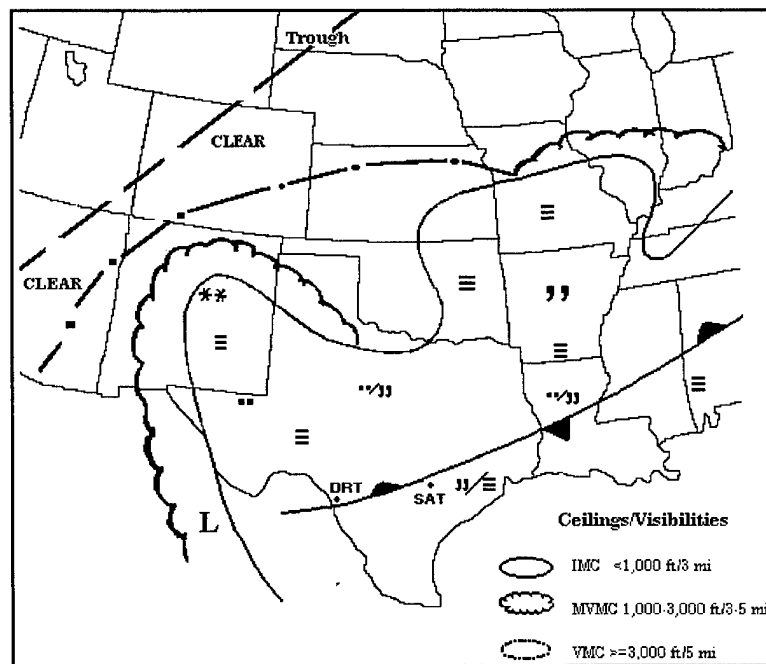 Trough
CLEAR
CLEAR
DRT
SAT
L
Ceilings/Visibilities
IMC <1,000 ft/3 mi
MVMC 1,000-3,000 ft/3-5 mi
VMC >=3,000 ft/5 mi